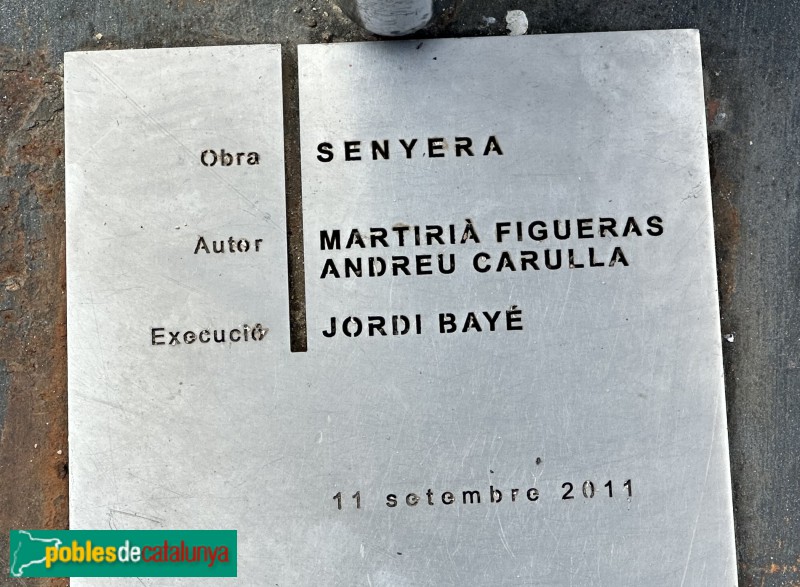 Obra SENYERA
Autor MARTIRIÀ FIGUERAS
ANDREU CARULLA
Execució JORDI BAYÉ
11 setembre 2011
poblesdecatalunya